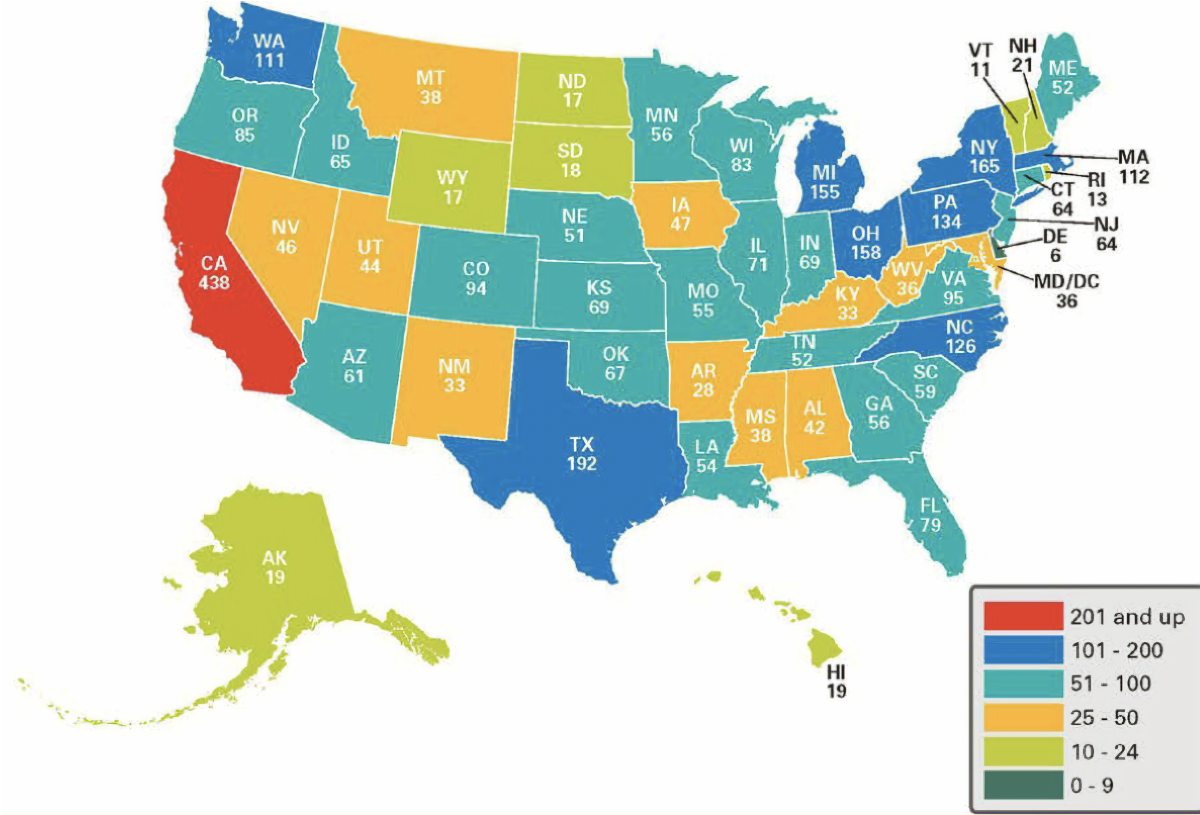 WA
111
OR
85
CA
438
ID
65
NV
46
MT
38
WY
17
UT
44
AZ
61
CO
94
NM
33
ND
17
SD
18
NE
51
KS
69
OK
67
TX
192
MN
56
IA
47
MO
55
AR
28
LA
54
WI
83
IL
71
IN
69
MI
155
OH
158
KY
33
TN
52
MS
38
AL
42
GA
56
FL
79
SC
59
NC
126
VA
95
WV
36
PA
134
NY
165
VT
11
NH
21
ME
52
MA
112
RI
13
CT
64
NJ
64
DE
6
MD/DC
36
AK
19
HI
19
201 and up
101 - 200
51 - 100
25 - 50
10 - 24
0 - 9